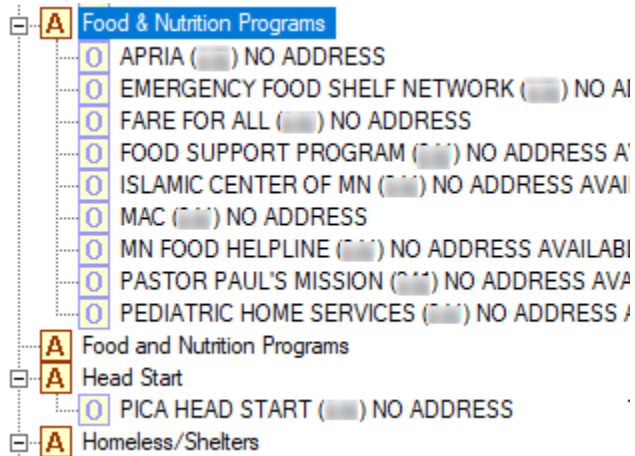 A Food & Nutrition Programs
O APRIA ( ) NO ADDRESS
O EMERGENCY FOOD SHELF NETWORK ( ) NO
O FARE FOR ALL ( ) NO ADDRESS
O FOOD SUPPORT PROGRAM ( ) NO ADDRESS
O ISLAMIC CENTER OF MN ( ) NO ADDRESS
O MAC ( ) NO ADDRESS
O MN FOOD HELPLINE ( ) NO ADDRESS AVAILAB
O PASTOR PAUL'S MISSION ( ) NO ADDRESS
O PEDIATRIC HOME SERVICES ( ) NO ADDRESS
A Food and Nutrition Programs
A Head Start
O PICA HEAD START ( ) NO ADDRESS
A Homeless/Shelters